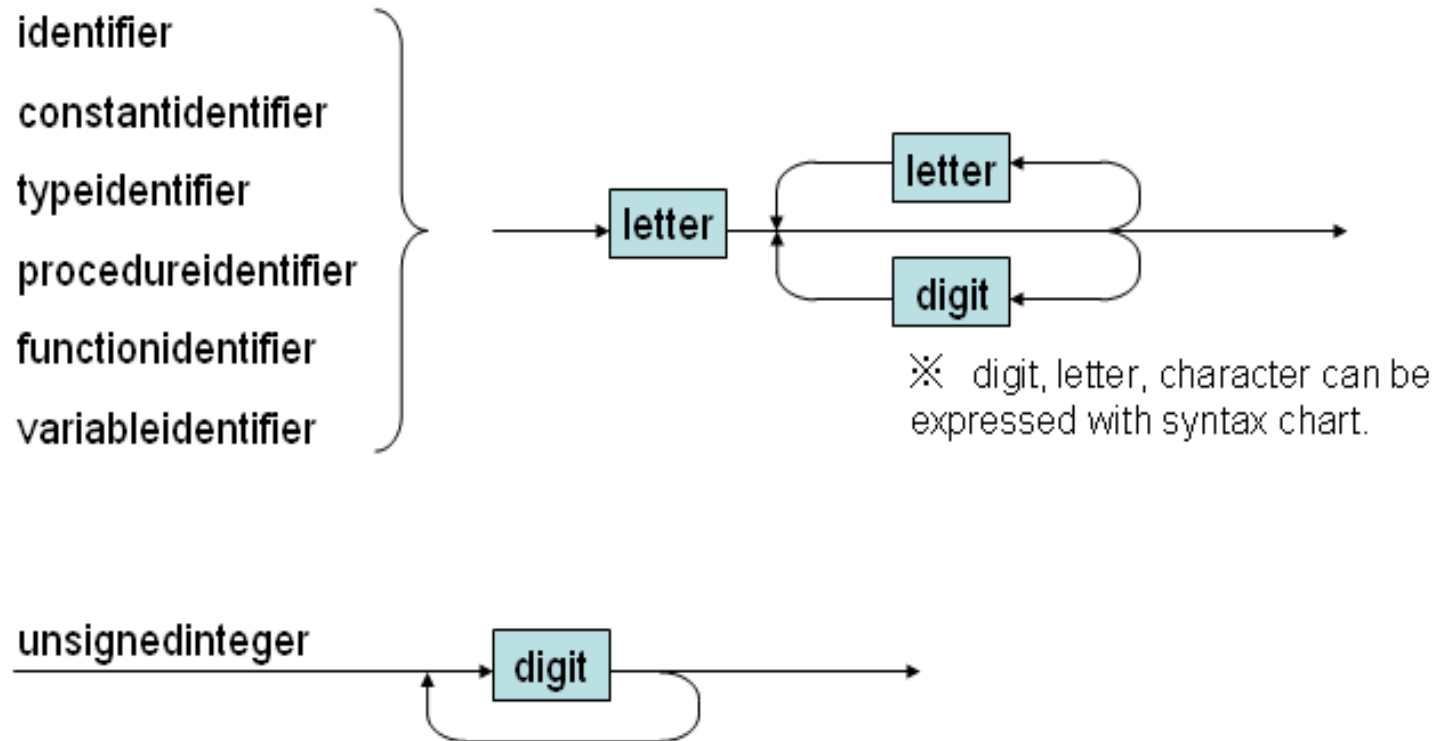 identifier
constantidentifier
typeidentifier
procedureidentifier
functionidentifier
variableidentifier
letter
letter
digit
※ digit, letter, character can be
expressed with syntax chart.
unsignedinteger
digit